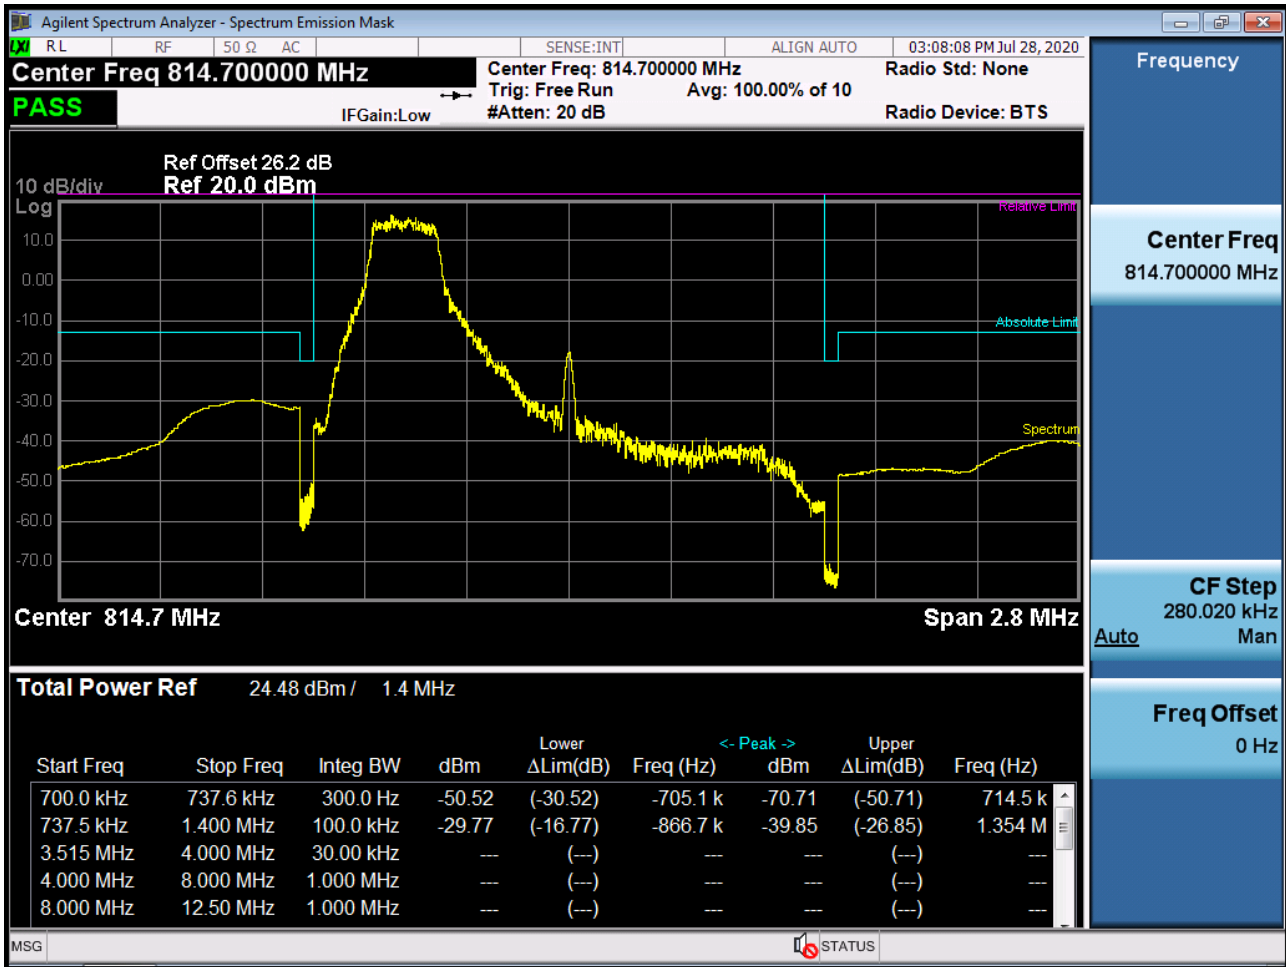 Agilent Spectrum Analyzer - Spectrum Emission Mask
LXI RL RF 50 Ω AC SENSE:INT ALIGN AUTO 03:08:08 PM Jul 28, 2020
Center Freq 814.700000 MHz Center Freq: 814.700000 MHz Radio Std: None
Trig: Free Run Avg: 100.00% of 10
PASS IFGain:Low #Atten: 20 dB Radio Device: BTS
Ref Offset 26.2 dB
10 dB/div Ref 20.0 dBm
Log
Relative Limit
10.0
0.00
-10.0
Absolute Limit
-20.0
-30.0
Spectrum
-40.0
-50.0
-60.0
-70.0
Center 814.7 MHz Span 2.8 MHz
Total Power Ref 24.48 dBm / 1.4 MHz
Lower <- Peak -> Upper
Start Freq Stop Freq Integ BW dBm ΔLim(dB) Freq (Hz) dBm ΔLim(dB) Freq (Hz)
700.0 kHz 737.6 kHz 300.0 Hz -50.52 (-30.52) -705.1 k -70.71 (-50.71) 714.5 k
737.5 kHz 1.400 MHz 100.0 kHz -29.77 (-16.77) -866.7 k -39.85 (-26.85) 1.354 M
3.515 MHz 4.000 MHz 30.00 kHz --- (---) --- --- (---) ---
4.000 MHz 8.000 MHz 1.000 MHz --- (---) --- --- (---) ---
8.000 MHz 12.50 MHz 1.000 MHz --- (---) --- --- (---) ---
MSG STATUS
Frequency
Center Freq
814.700000 MHz
CF Step
280.020 kHz
Auto Man
Freq Offset
0 Hz